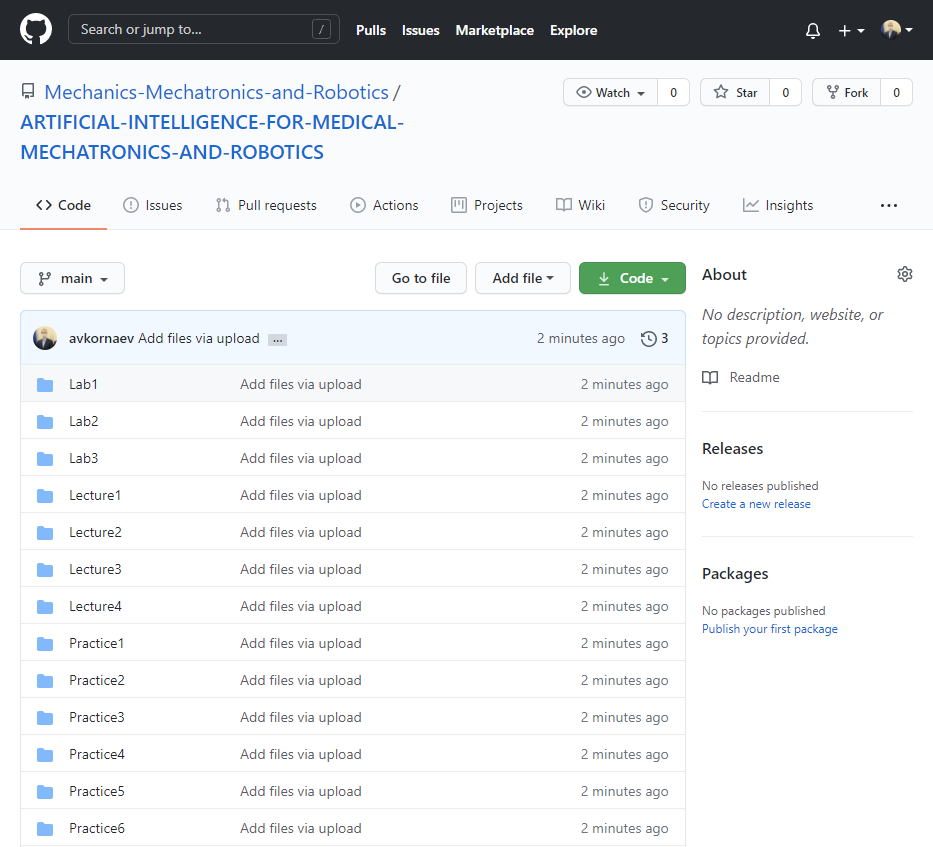 Search or jump to... /
Pulls Issues Marketplace Explore
Mechanics-Mechatronics-and-Robotics /
ARTIFICIAL-INTELLIGENCE-FOR-MEDICAL-
MECHATRONICS-AND-ROBOTICS
Watch 0 Star 0 Fork 0
Code Issues Pull requests Actions Projects Wiki Security Insights ...
main Go to file Add file Code
avkornaev Add files via upload ... 2 minutes ago 3
Lab1 Add files via upload 2 minutes ago
Lab2 Add files via upload 2 minutes ago
Lab3 Add files via upload 2 minutes ago
Lecture1 Add files via upload 2 minutes ago
Lecture2 Add files via upload 2 minutes ago
Lecture3 Add files via upload 2 minutes ago
Lecture4 Add files via upload 2 minutes ago
Practice1 Add files via upload 2 minutes ago
Practice2 Add files via upload 2 minutes ago
Practice3 Add files via upload 2 minutes ago
Practice4 Add files via upload 2 minutes ago
Practice5 Add files via upload 2 minutes ago
Practice6 Add files via upload 2 minutes ago
About
No description, website, or
topics provided.
Readme
Releases
No releases published
Create a new release
Packages
No packages published
Publish your first package